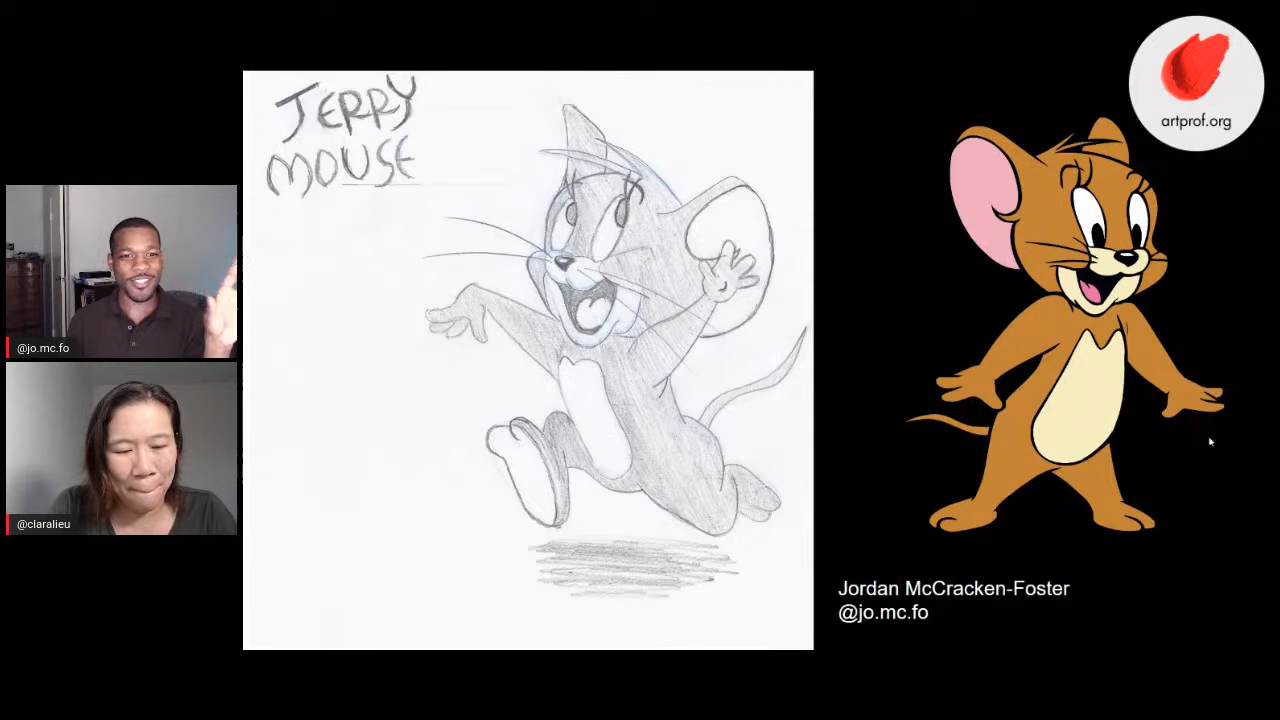 JERRY
MOUSE
artprof.org
@jo.mc.fo
@claralieu
Jordan McCracken-Foster
@jo.mc.fo